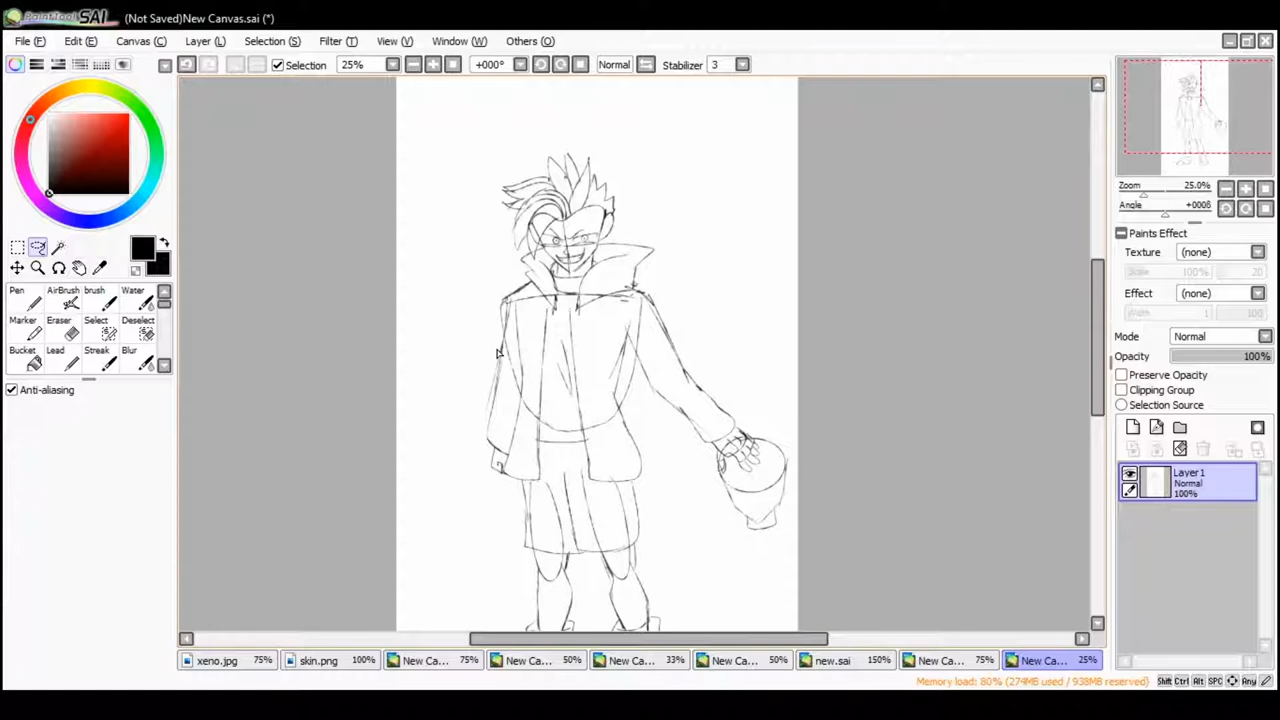 PaintTool SAI (Not Saved)New Canvas.sai (*)
File (F) Edit (E) Canvas (C) Layer (L) Selection (S) Filter (T) View (V) Window (W) Others (O)
Selection 25% +000° Normal Stabilizer 3
Zoom 25.0%
Angle +000δ
Paints Effect
Texture (none)
Scale 100% 20
Effect (none)
Width 1 100
Mode Normal
Opacity 100%
Preserve Opacity
Clipping Group
Selection Source
Layer1
Normal
100%
Pen AirBrush brush Water
Marker Eraser Select Deselect
Bucket Lead Streak Blur
Anti-aliasing
xeno.jpg 75% skin.png 100% New Ca... 75% New Ca... 50% New Ca... 33% New Ca... 50% new.sai 150% New Ca... 75% New Ca... 25%
Memory load: 80% (274MB used / 938MB reserved) Shift Ctrl Alt SPC Any